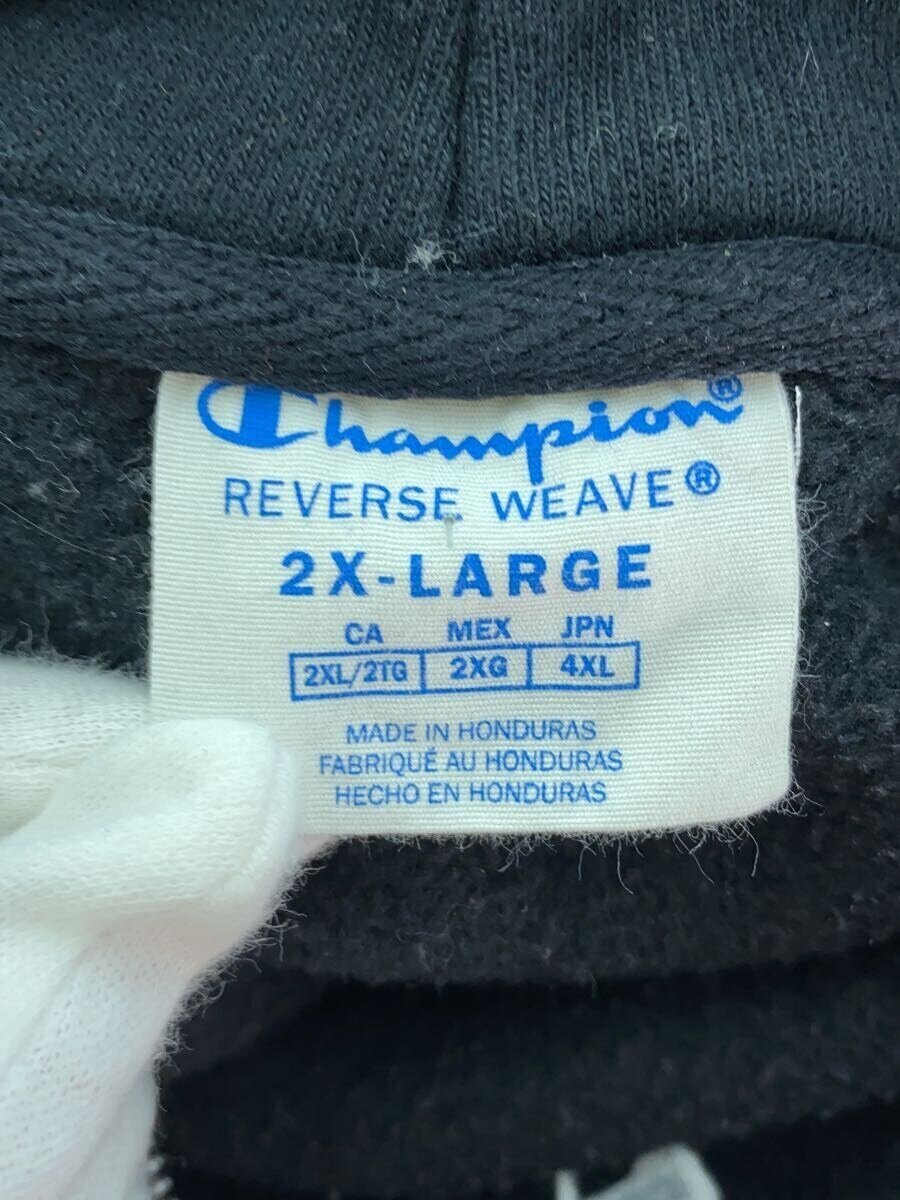 Champion®
REVERSE WEAVE®
2X-LARGE
CA MEX JPN
2XL/2TG 2XG 4XL
MADE IN HONDURAS
FABRIQUÉ AU HONDURAS
HECHO EN HONDURAS